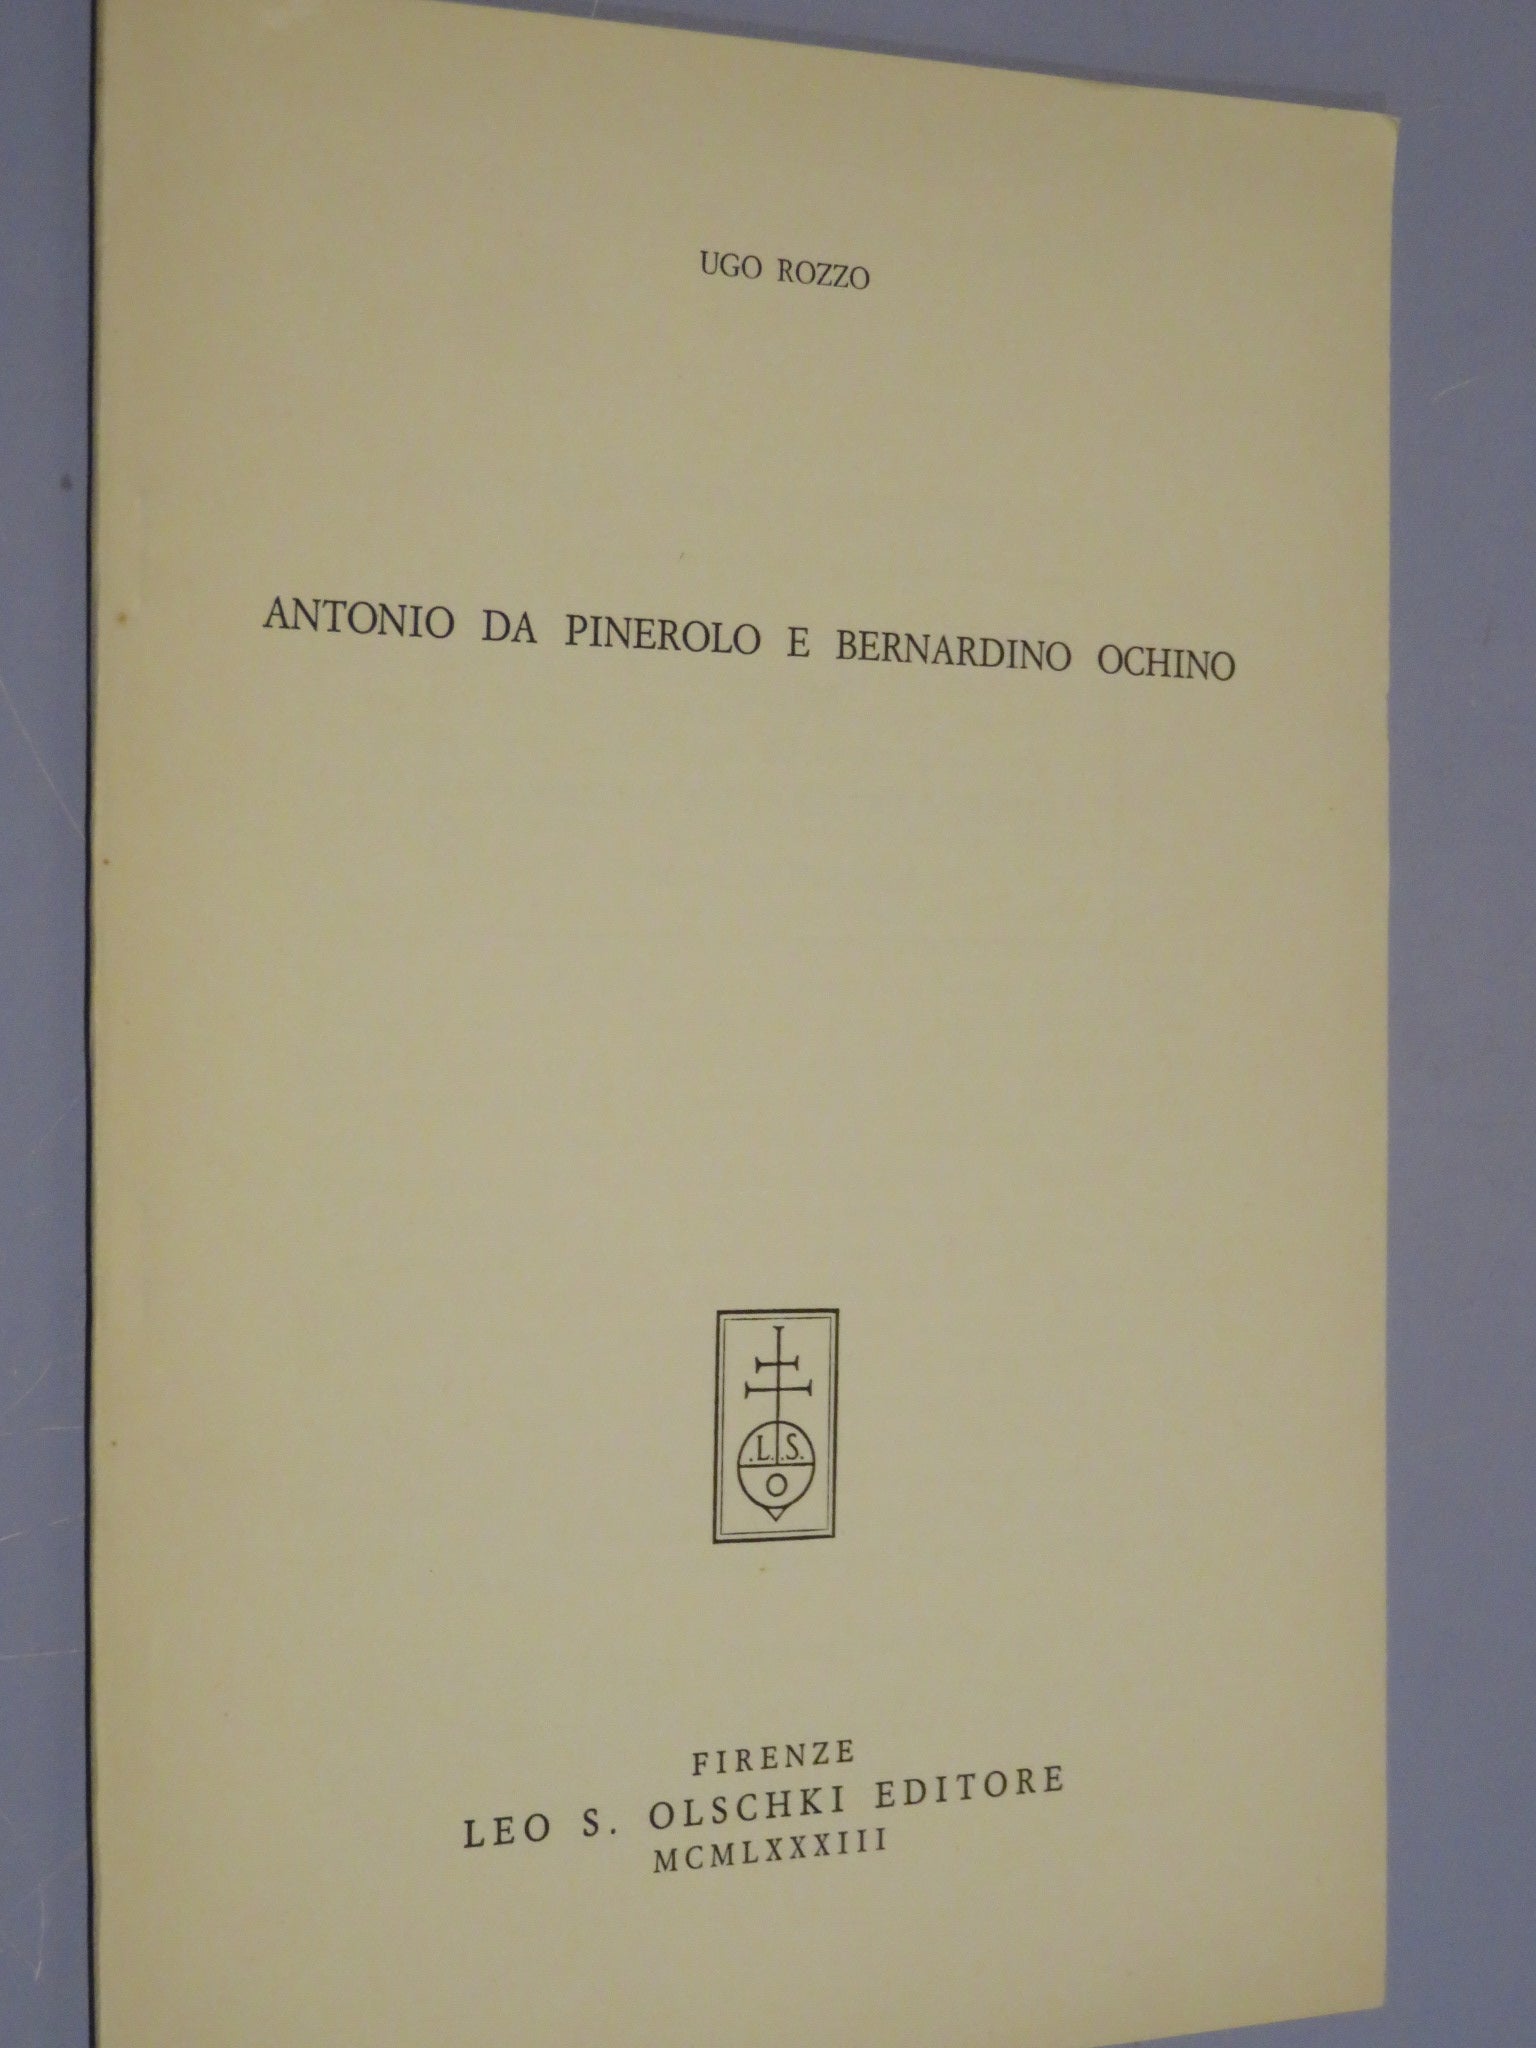 UGO ROZZO
ANTONIO DA PINEROLO E BERNARDINO OCHINO
.L.S.
O
FIRENZE
LEO S. OLSCHKI EDITORE
MCMLXXXIII